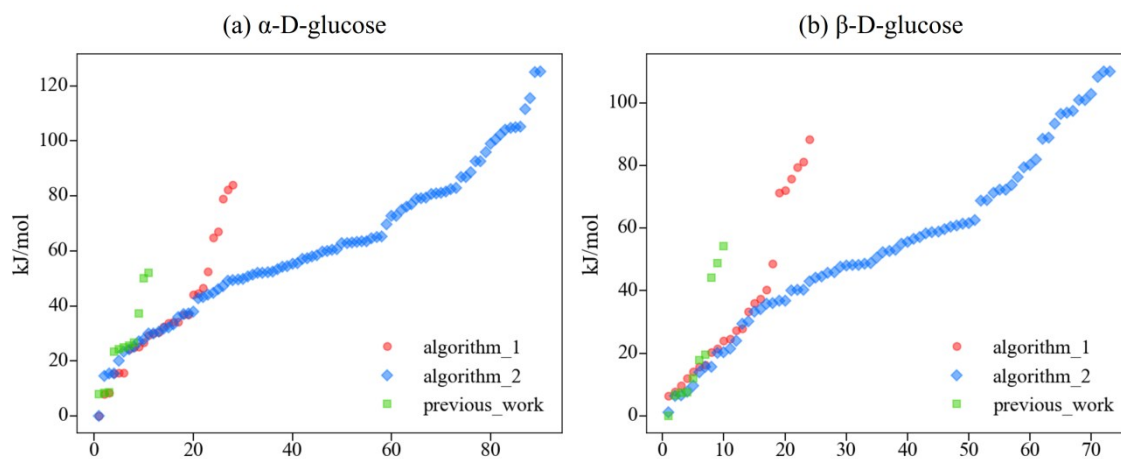 (a) α-D-glucose
kJ/mol
120
100
80
60
40
20
0
0 20 40 60 80
algorithm_1
algorithm_2
previous_work
(b) β-D-glucose
kJ/mol
100
80
60
40
20
0
0 10 20 30 40 50 60 70
algorithm_1
algorithm_2
previous_work